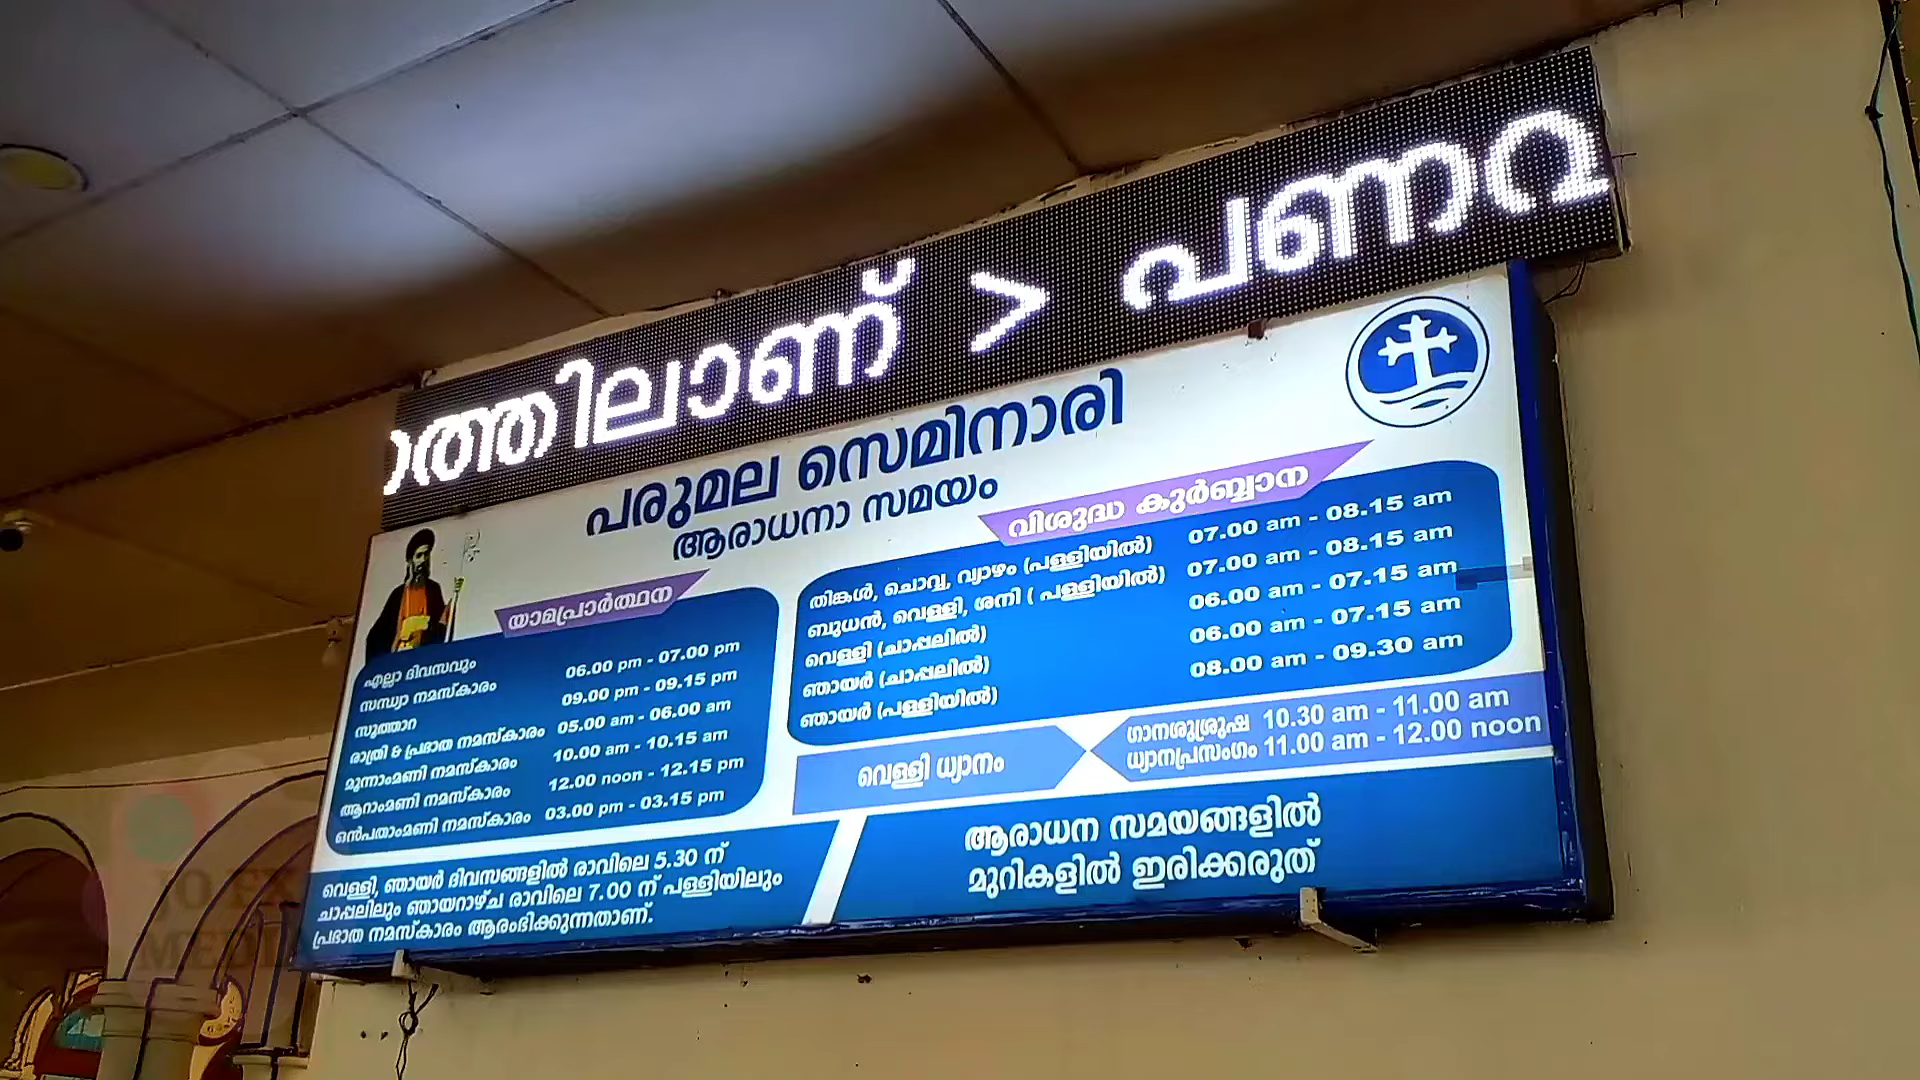 ാത്തിലാണ് > പണറ
പരുമല സെമിനാരി
ആരാധനാ സമയം
യാമപ്രാർത്ഥന
എല്ലാ ദിവസവും
സന്ധ്യാ നമസ്കാരം 06.00 pm - 07.00 pm
സൂത്താറ 09.00 pm - 09.15 pm
രാത്രി & പ്രഭാത നമസ്കാരം 05.00 am - 06.00 am
മൂന്നാംമണി നമസ്കാരം 10.00 am - 10.15 am
ആറാംമണി നമസ്കാരം 12.00 noon - 12.15 pm
ഒൻപതാംമണി നമസ്കാരം 03.00 pm - 03.15 pm
വിശുദ്ധ കുർബ്ബാന
തിങ്കൾ, ചൊവ്വ, വ്യാഴം (പള്ളിയിൽ) 07.00 am - 08.15 am
ബുധൻ, വെള്ളി, ശനി ( പള്ളിയിൽ) 07.00 am - 08.15 am
വെള്ളി (ചാപ്പലിൽ) 06.00 am - 07.15 am
ഞായർ (ചാപ്പലിൽ) 06.00 am - 07.15 am
ഞായർ (പള്ളിയിൽ) 08.00 am - 09.30 am
വെള്ളി ധ്യാനം
ഗാനശുശ്രൂഷ 10.30 am - 11.00 am
ധ്യാനപ്രസംഗം 11.00 am - 12.00 noon
വെള്ളി, ഞായർ ദിവസങ്ങളിൽ രാവിലെ 5.30 ന്
ചാപ്പലിലും ഞായറാഴ്ച രാവിലെ 7.00 ന് പള്ളിയിലും
പ്രഭാത നമസ്കാരം ആരംഭിക്കുന്നതാണ്.
ആരാധന സമയങ്ങളിൽ
മുറികളിൽ ഇരിക്കരുത്